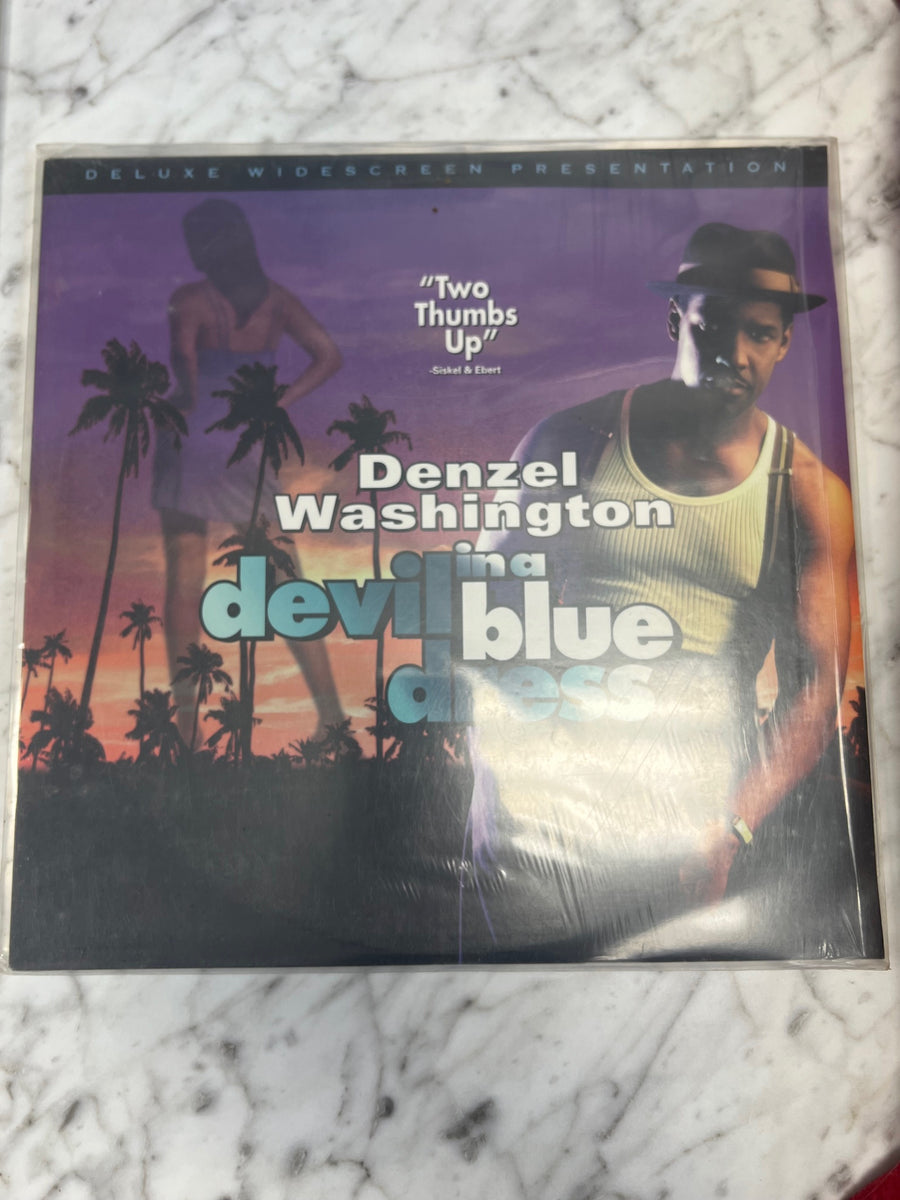 DELUXE WIDESCREEN PRESENTATION
“Two
Thumbs
Up”
-Siskel & Ebert
Denzel
Washington
devil in a
blue
dress